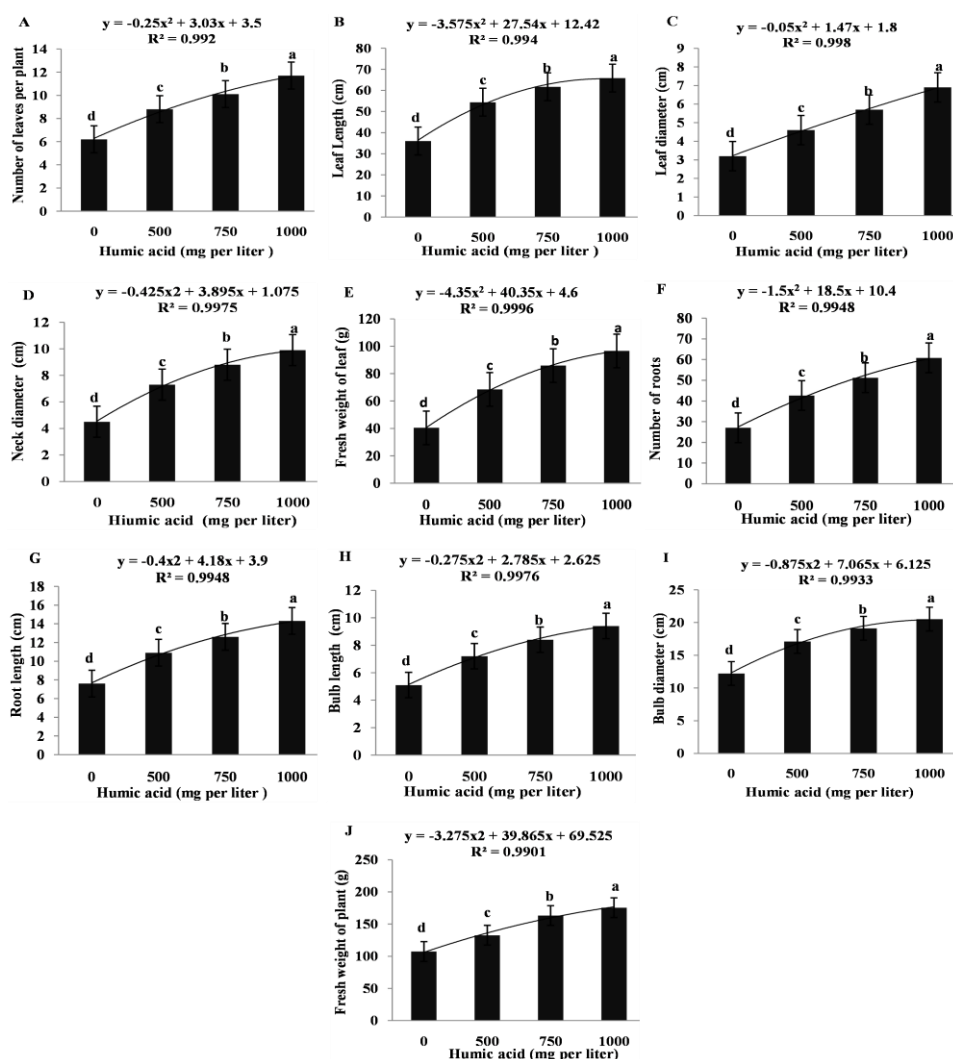 A
y = -0.25x² + 3.03x + 3.5
R² = 0.992
Number of leaves per plant
14
12
10
8
6
4
2
0
d
c
b
a
0 500 750 1000
Humic acid (mg per liter)
B
y = -3.575x² + 27.54x + 12.42
R² = 0.994
Leaf Length (cm)
80
70
60
50
40
30
20
10
0
d
c
b
a
0 500 750 1000
Humic acid (mg per liter)
C
y = -0.05x² + 1.47x + 1.8
R² = 0.998
Leaf diameter (cm)
9
8
7
6
5
4
3
2
1
0
d
c
b
a
0 500 750 1000
Humic acid (mg per liter)
D
y = -0.425x2 + 3.895x + 1.075
R² = 0.9975
Neck diameter (cm)
12
10
8
6
4
2
0
d
c
b
a
0 500 750 1000
Hiumic acid (mg per liter)
E
y = -4.35x² + 40.35x + 4.6
R² = 0.9996
Fresh weight of leaf (g)
120
100
80
60
40
20
0
d
c
b
a
0 500 750 1000
Humic acid (mg per liter)
F
y = -1.5x² + 18.5x + 10.4
R² = 0.9948
Number of roots
80
70
60
50
40
30
20
10
0
d
c
b
a
0 500 750 1000
Humic acid (mg per liter)
G
y = -0.4x2 + 4.18x + 3.9
R² = 0.9948
Root length (cm)
18
16
14
12
10
8
6
4
2
0
d
c
b
a
0 500 750 1000
Humic acid (mg per liter )
H
y = -0.275x2 + 2.785x + 2.625
R² = 0.9976
Bulb length (cm)
12
10
8
6
4
2
0
d
c
b
a
0 500 750 1000
Humic acid (mg per liter )
I
y = -0.875x2 + 7.065x + 6.125
R² = 0.9933
Bulb diameter (cm)
25
20
15
10
5
0
d
c
b
a
0 500 750 1000
Humic acid (mg per liter)
J
y = -3.275x2 + 39.865x + 69.525
R² = 0.9901
Fresh weight of plant (g)
250
200
150
100
50
0
d
c
b
a
0 500 750 1000
Humic acid (mg per liter)